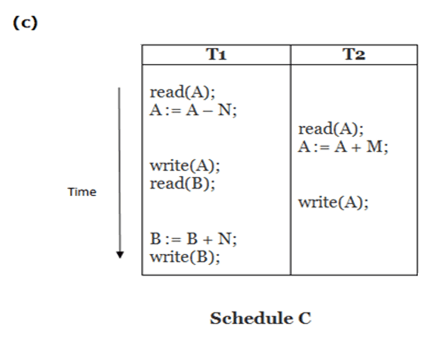 (c)
T1 T2
read(A);
A:= A – N;
read(A);
A:= A + M;
write(A);
read(B);
Time
write(A);
B:= B + N;
write(B);
Schedule C